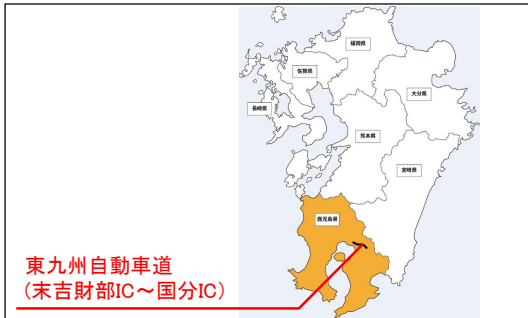 福岡県
佐賀県
大分県
長崎県
熊本県
宮崎県
鹿児島県
東九州自動車道
(末吉財部IC～国分IC)